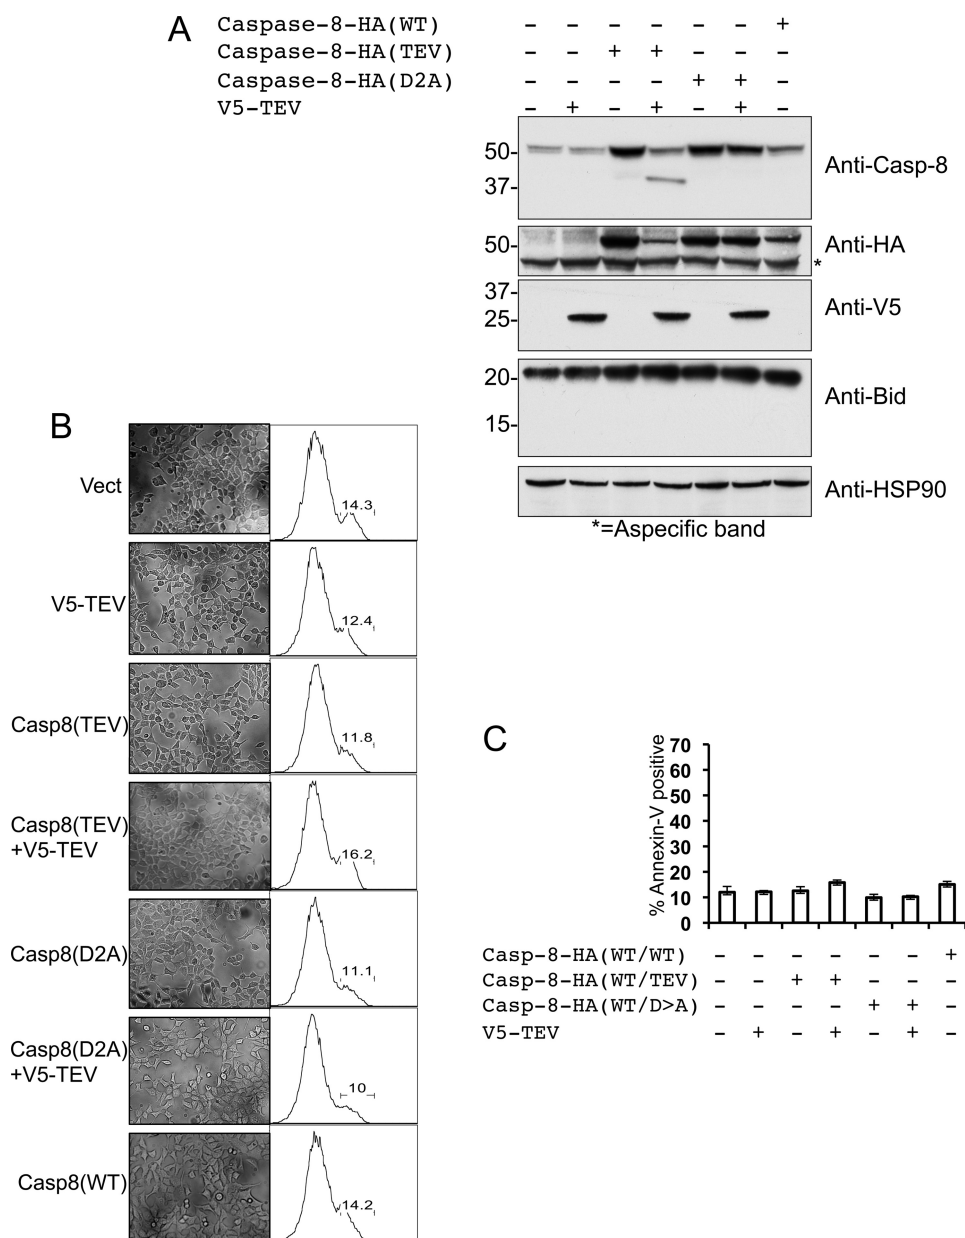 A
Caspase-8-HA(WT) – – – – – – +
Caspase-8-HA(TEV) – – + + – – –
Caspase-8-HA(D2A) – – – – + + –
V5-TEV – + – + – + –
50- Anti-Casp-8
37-
50- Anti-HA
*
37-
25- Anti-V5
20- Anti-Bid
15-
Anti-HSP90
*=Aspecific band
B
Vect 14.3
V5-TEV 12.4
Casp8(TEV) 11.8
Casp8(TEV)
+V5-TEV 16.2
Casp8(D2A) 11.1
Casp8(D2A)
+V5-TEV 10
Casp8(WT) 14.2
C
% Annexin-V positive
70
60
50
40
30
20
10
0
Casp-8-HA(WT/WT) – – – – – – +
Casp-8-HA(WT/TEV) – – + + – – –
Casp-8-HA(WT/D>A) – – – – + + –
V5-TEV – + – + – + –